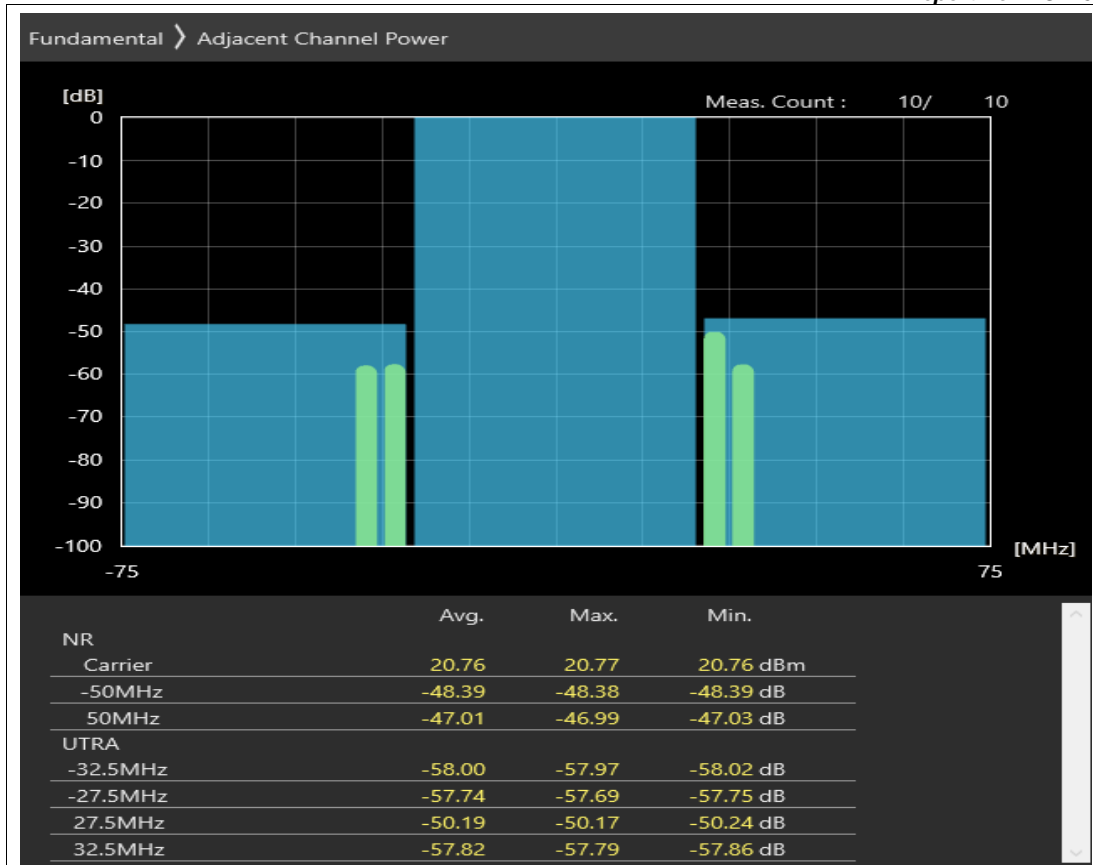 Fundamental ❭ Adjacent Channel Power
[dB]
Meas. Count : 10/ 10
0
-10
-20
-30
-40
-50
-60
-70
-80
-90
-100
[MHz]
-75 75
Avg. Max. Min.
NR
Carrier 20.76 20.77 20.76 dBm
-50MHz -48.39 -48.38 -48.39 dB
50MHz -47.01 -46.99 -47.03 dB
UTRA
-32.5MHz -58.00 -57.97 -58.02 dB
-27.5MHz -57.74 -57.69 -57.75 dB
27.5MHz -50.19 -50.17 -50.24 dB
32.5MHz -57.82 -57.79 -57.86 dB